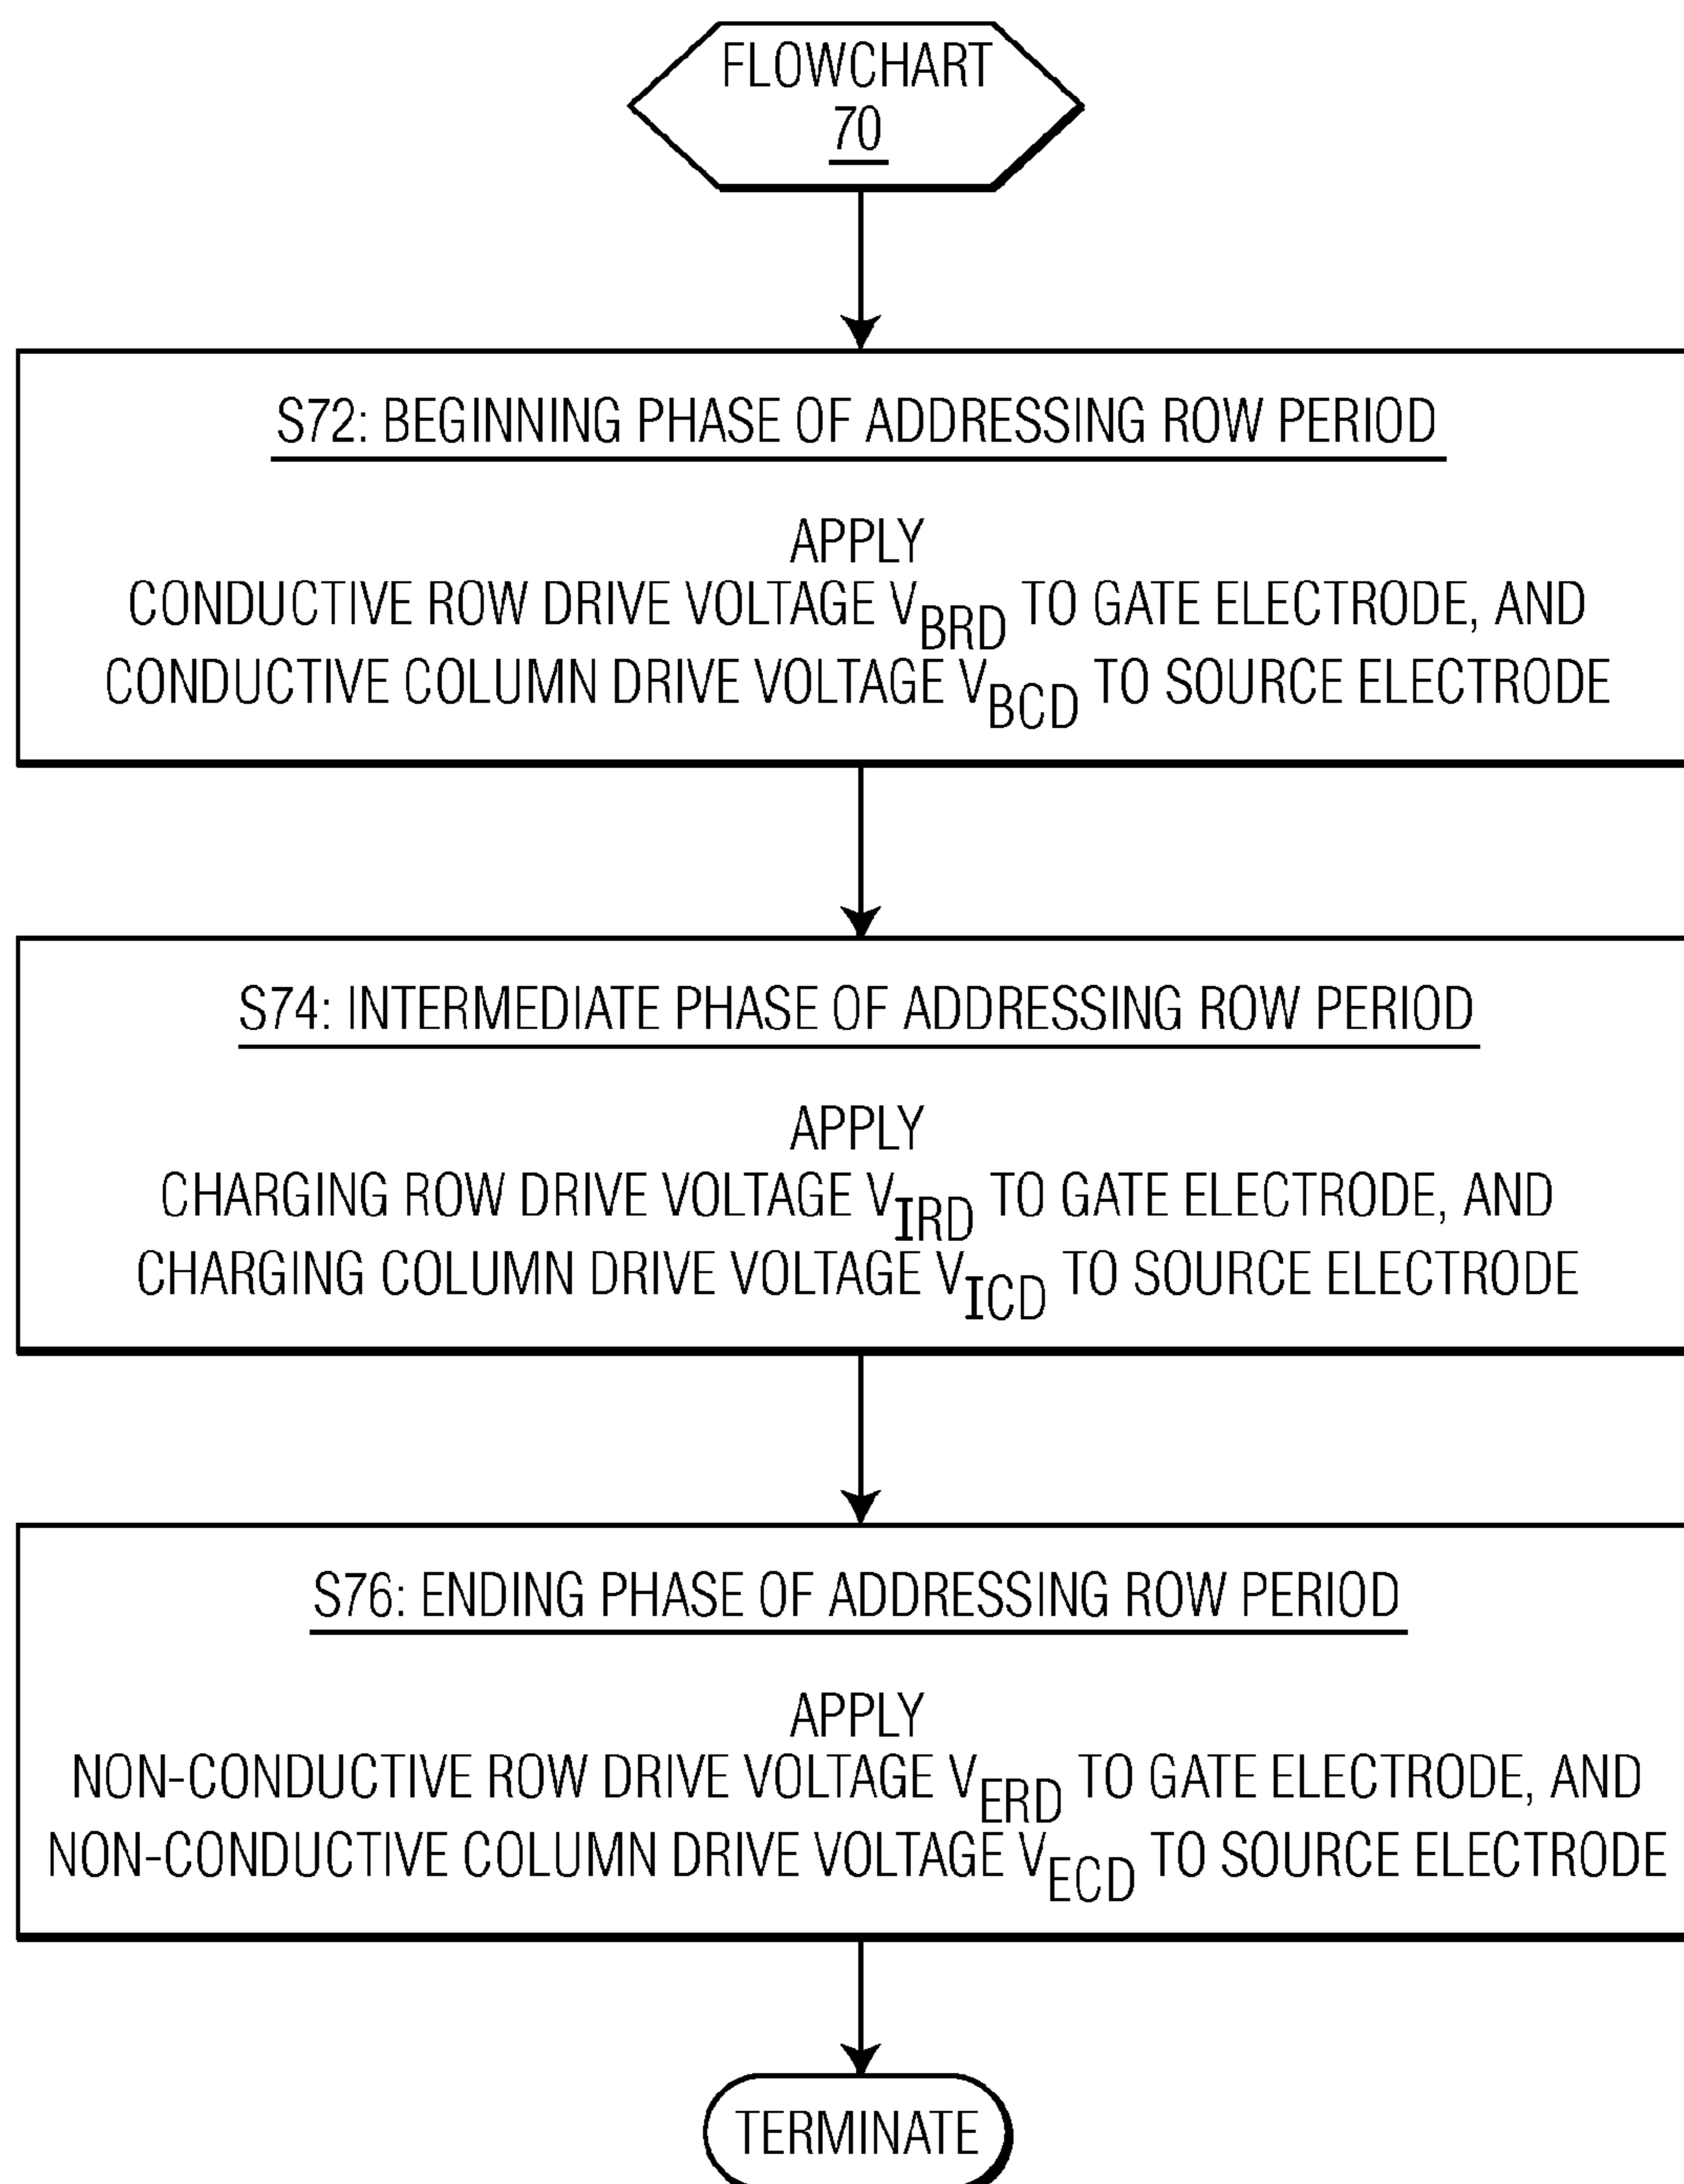 FLOWCHART
70
S72: BEGINNING PHASE OF ADDRESSING ROW PERIOD
APPLY
CONDUCTIVE ROW DRIVE VOLTAGE VBRD TO GATE ELECTRODE, AND
CONDUCTIVE COLUMN DRIVE VOLTAGE VBCD TO SOURCE ELECTRODE
S74: INTERMEDIATE PHASE OF ADDRESSING ROW PERIOD
APPLY
CHARGING ROW DRIVE VOLTAGE VIRD TO GATE ELECTRODE, AND
CHARGING COLUMN DRIVE VOLTAGE VICD TO SOURCE ELECTRODE
S76: ENDING PHASE OF ADDRESSING ROW PERIOD
APPLY
NON-CONDUCTIVE ROW DRIVE VOLTAGE VERD TO GATE ELECTRODE, AND
NON-CONDUCTIVE COLUMN DRIVE VOLTAGE VECD TO SOURCE ELECTRODE
TERMINATE